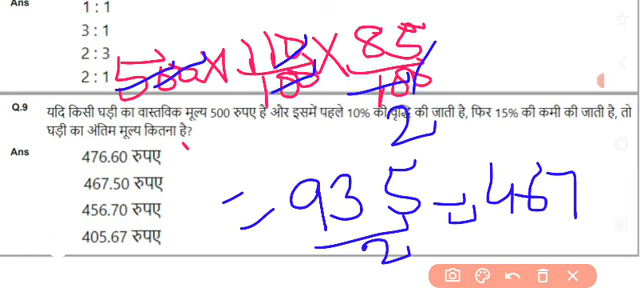 Ans
1 : 1
3 : 1
2 : 3
2 : 1
500 × 110/100 × 85/100
2
Q.9 यदि किसी घड़ी का वास्तविक मूल्य 500 रुपए है और इसमें पहले 10% की वृद्धि की जाती है, फिर 15% की कमी की जाती है, तो
घड़ी का अंतिम मूल्य कितना है?
Ans
476.60 रुपए
467.50 रुपए
456.70 रुपए
405.67 रुपए
= 935/2 = 467